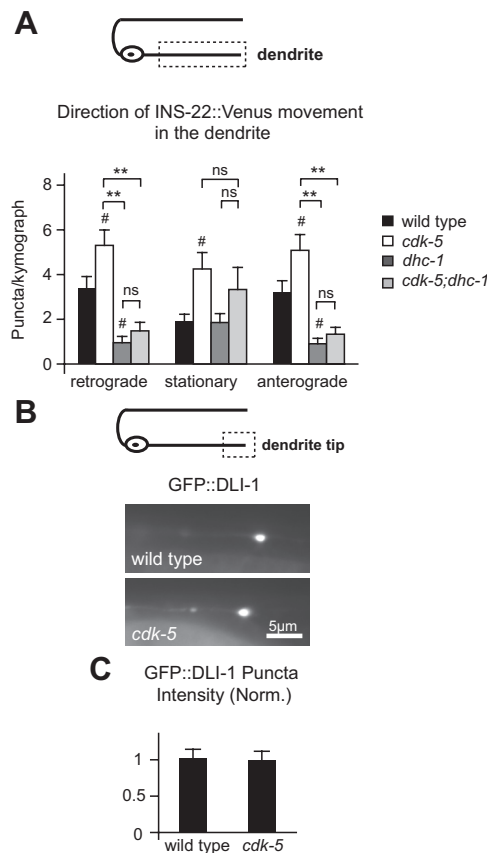 A
dendrite
Direction of INS-22::Venus movement
in the dendrite
Puncta/kymograph
8
6
4
2
0
**
**
#
#
ns
ns
ns
#
**
**
#
#
ns
wild type
cdk-5
dhc-1
cdk-5;dhc-1
retrograde stationary anterograde
B
dendrite tip
GFP::DLI-1
wild type
cdk-5
5µm
C
GFP::DLI-1 Puncta
Intensity (Norm.)
1
0.5
0
wild type cdk-5